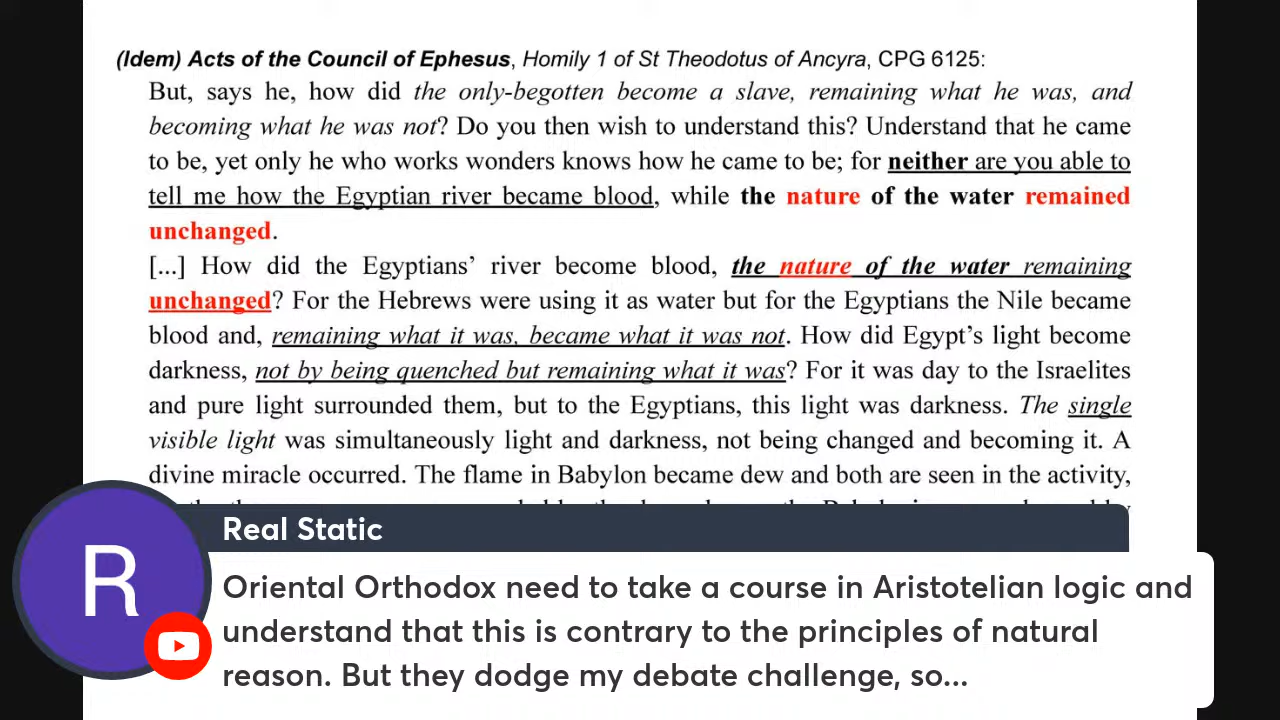 (Idem) Acts of the Council of Ephesus, Homily 1 of St Theodotus of Ancyra, CPG 6125:
But, says he, how did the only-begotten become a slave, remaining what he was, and
becoming what he was not? Do you then wish to understand this? Understand that he came
to be, yet only he who works wonders knows how he came to be; for neither are you able to
tell me how the Egyptian river became blood, while the nature of the water remained
unchanged.
[...] How did the Egyptians’ river become blood, the nature of the water remaining
unchanged? For the Hebrews were using it as water but for the Egyptians the Nile became
blood and, remaining what it was, became what it was not. How did Egypt’s light become
darkness, not by being quenched but remaining what it was? For it was day to the Israelites
and pure light surrounded them, but to the Egyptians, this light was darkness. The single
visible light was simultaneously light and darkness, not being changed and becoming it. A
divine miracle occurred. The flame in Babylon became dew and both are seen in the activity,
R
Real Static
Oriental Orthodox need to take a course in Aristotelian logic and
understand that this is contrary to the principles of natural
reason. But they dodge my debate challenge, so...